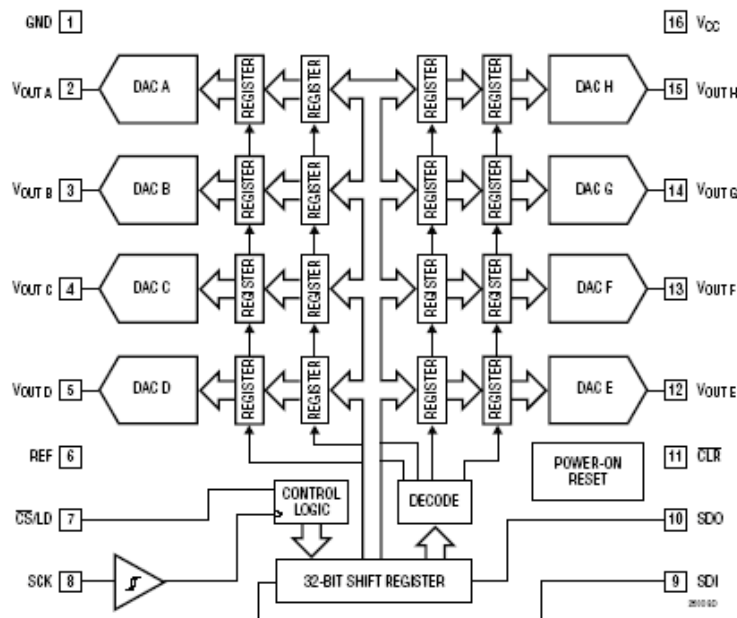 GND 1
16 VCC
VOUT A 2 DAC A REGISTER REGISTER REGISTER REGISTER DAC H 15 VOUT H
VOUT B 3 DAC B REGISTER REGISTER REGISTER REGISTER DAC G 14 VOUT G
VOUT C 4 DAC C REGISTER REGISTER REGISTER REGISTER DAC F 13 VOUT F
VOUT D 5 DAC D REGISTER REGISTER REGISTER REGISTER DAC E 12 VOUT E
REF 6
POWER-ON
RESET
11 C̅L̅R̅
C̅S̅/LD 7
CONTROL
LOGIC
DECODE
10 SDO
SCK 8
32-BIT SHIFT REGISTER
9 SDI